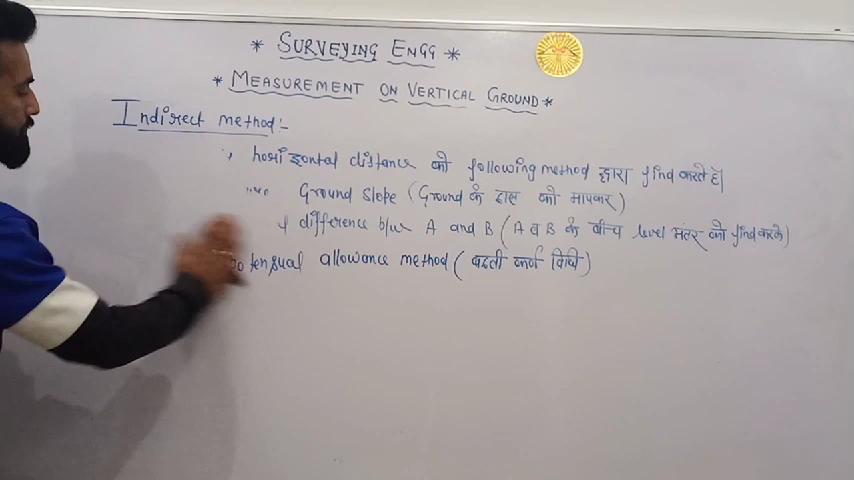 * SURVEYING ENGG *
* MEASUREMENT ON VERTICAL GROUND *
Indirect method:-
horizontal distance को following method द्वारा find करते है|
Ground slope (Ground के ढाल को मापकर)
difference b/w A and B (A व B के बीच level अंतर को find करके)
allowance method (बढ़ती कर्ण विधि)